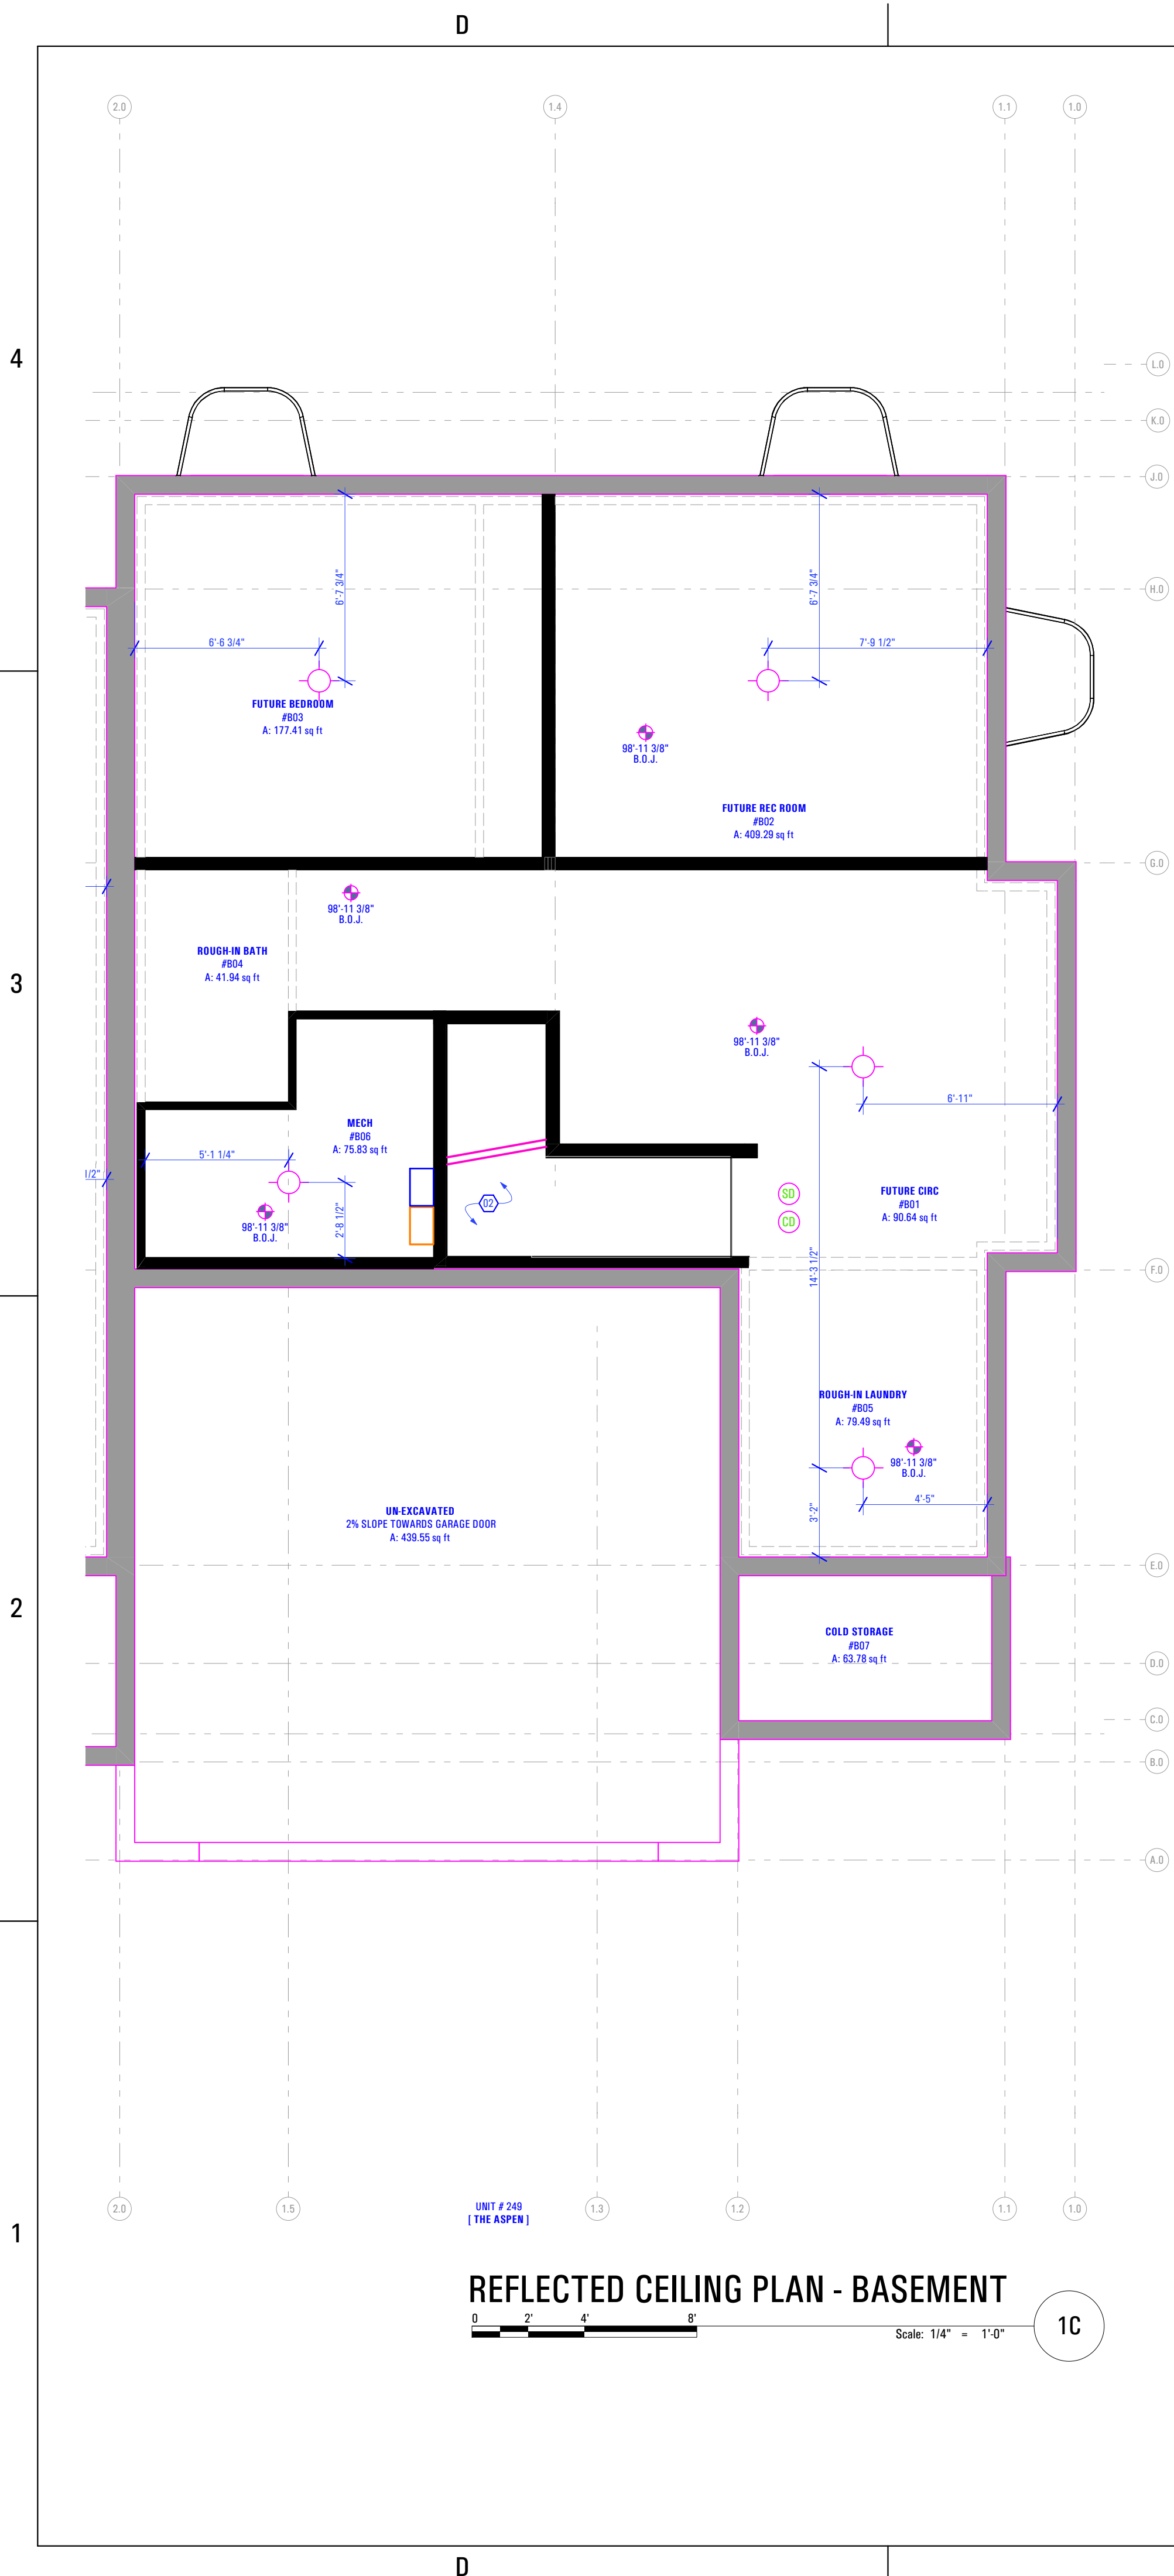 D
2.0
1.4
1.1
1.0
4
L.0
K.0
J.0
H.0
6'-7 3/4"
6'-7 3/4"
6'-6 3/4"
7'-9 1/2"
FUTURE BEDROOM
#B03
A: 177.41 sq ft
98'-11 3/8"
B.O.J.
FUTURE REC ROOM
#B02
A: 409.29 sq ft
G.0
98'-11 3/8"
B.O.J.
ROUGH-IN BATH
#B04
A: 41.94 sq ft
3
98'-11 3/8"
B.O.J.
6'-11"
MECH
#B06
A: 75.83 sq ft
5'-1 1/4"
1/2"
2'-8 1/2"
98'-11 3/8"
B.O.J.
02
SD
CD
FUTURE CIRC
#B01
A: 90.64 sq ft
14'-3 1/2"
F.0
ROUGH-IN LAUNDRY
#B05
A: 79.49 sq ft
98'-11 3/8"
B.O.J.
4'-5"
3'-2"
UN-EXCAVATED
2% SLOPE TOWARDS GARAGE DOOR
A: 439.55 sq ft
E.0
2
COLD STORAGE
#B07
A: 63.78 sq ft
D.0
C.0
B.0
A.0
2.0
1.5
1.3
1.2
1.1
1.0
UNIT # 249
[ THE ASPEN ]
1
REFLECTED CEILING PLAN - BASEMENT
0 2' 4' 8'
Scale: 1/4" = 1'-0"
1C
D